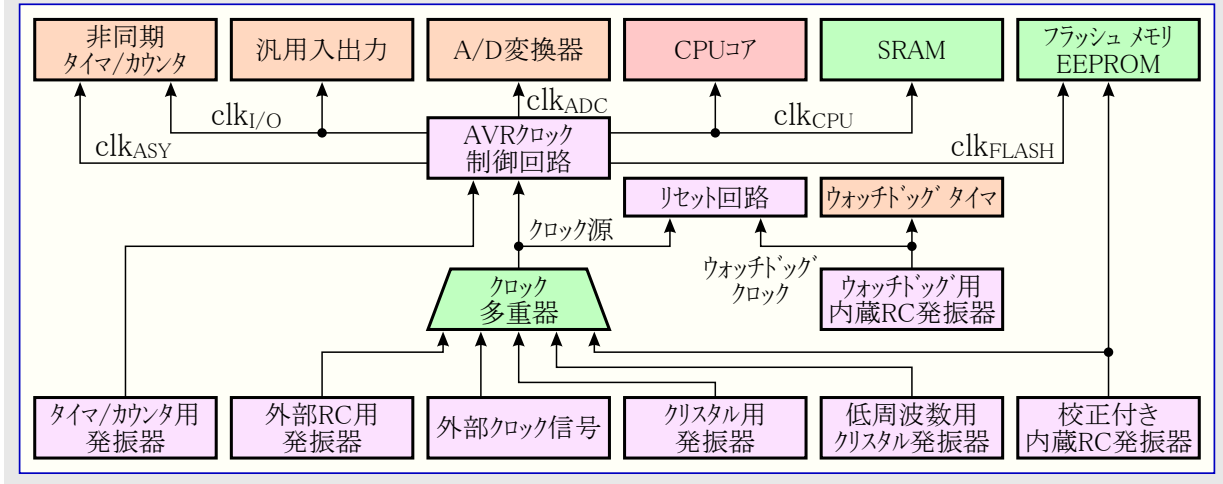 非同期
ﾀｲﾏ/ｶｳﾝﾀ
汎用入出力
A/D変換器
CPUｺｱ
SRAM
ﾌﾗｯｼｭ ﾒﾓﾘ
EEPROM
clkI/O
clkADC
clkCPU
clkASY
AVRｸﾛｯｸ
制御回路
clkFLASH
ﾘｾｯﾄ回路
ｳｫｯﾁﾄﾞｯｸﾞ ﾀｲﾏ
ｸﾛｯｸ源
ｳｫｯﾁﾄﾞｯｸﾞ
ｸﾛｯｸ
ｸﾛｯｸ
多重器
ｳｫｯﾁﾄﾞｯｸﾞ用
内蔵RC発振器
ﾀｲﾏ/ｶｳﾝﾀ用
発振器
外部RC用
発振器
外部ｸﾛｯｸ信号
ｸﾘｽﾀﾙ用
発振器
低周波数用
ｸﾘｽﾀﾙ発振器
校正付き
内蔵RC発振器